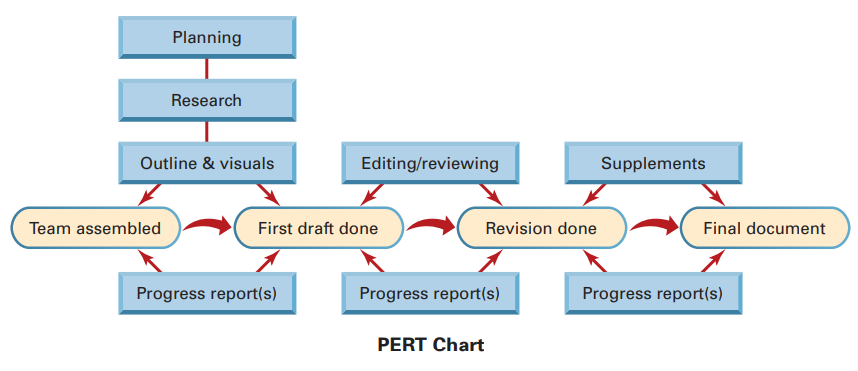 Planning
Research
Outline & visuals
Editing/reviewing
Supplements
Team assembled
First draft done
Revision done
Final document
Progress report(s)
Progress report(s)
Progress report(s)
PERT Chart